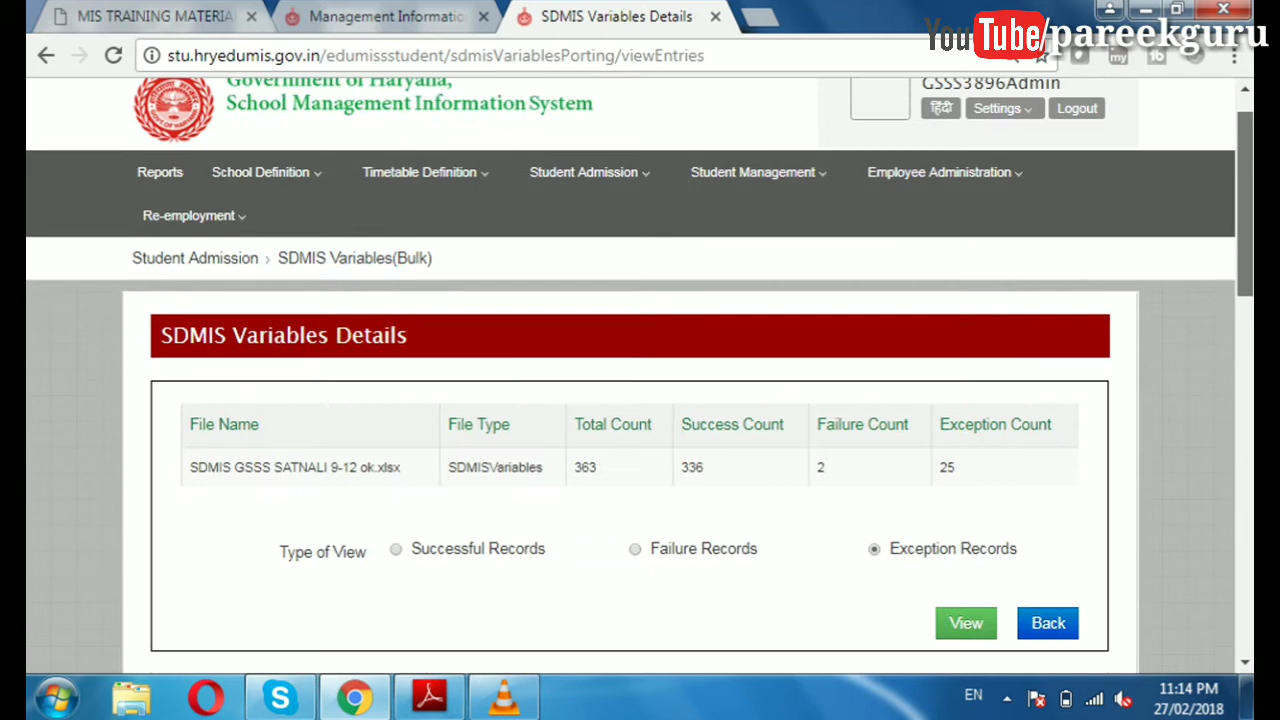 MIS TRAINING MATERIA
Management Informatio
SDMIS Variables Details
YouTube/pareekguru
stu.hryedumis.gov.in/edumissstudent/sdmisVariablesPorting/viewEntries
Government of Haryana,
School Management Information System
GSSS3896Admin
हिंदी Settings Logout
Reports School Definition Timetable Definition Student Admission Student Management Employee Administration
Re-employment
Student Admission › SDMIS Variables(Bulk)
SDMIS Variables Details
File Name File Type Total Count Success Count Failure Count Exception Count
SDMIS GSSS SATNALI 9-12 ok.xlsx SDMISVariables 363 336 2 25
Type of View Successful Records Failure Records Exception Records
View Back
EN 11:14 PM
27/02/2018